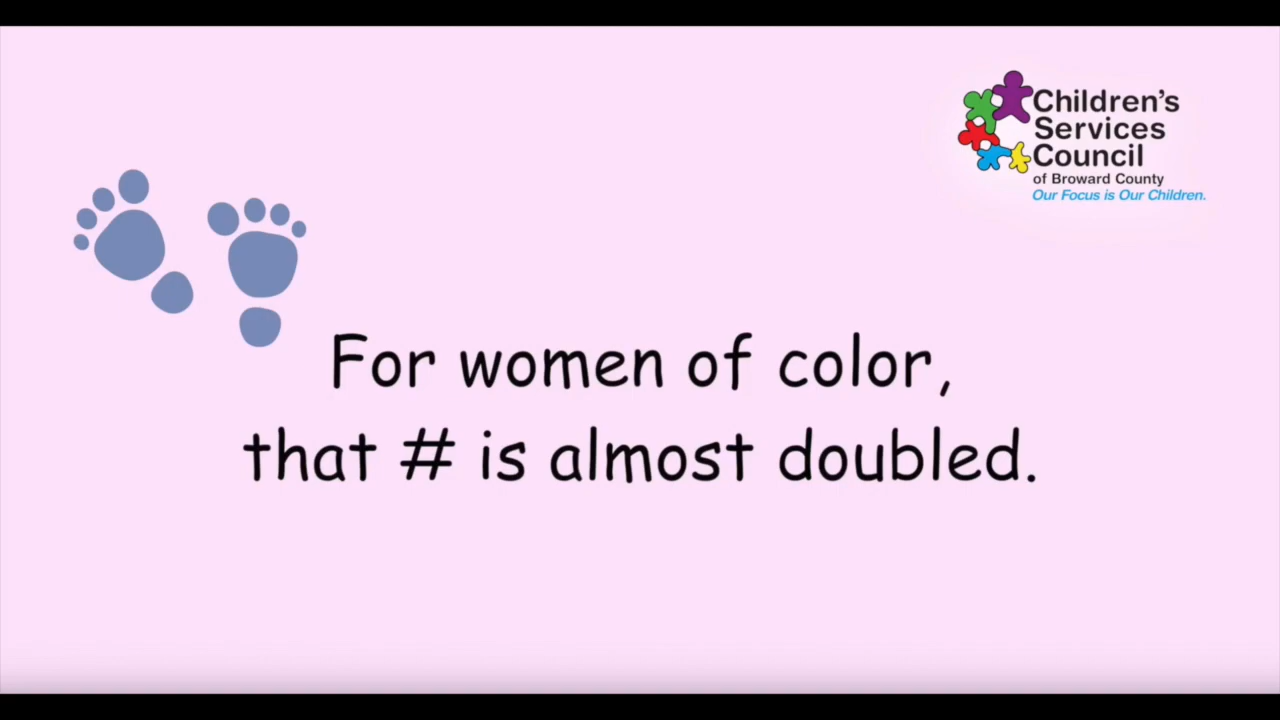 Children's
Services
Council
of Broward County
Our Focus is Our Children.
For women of color,
that # is almost doubled.